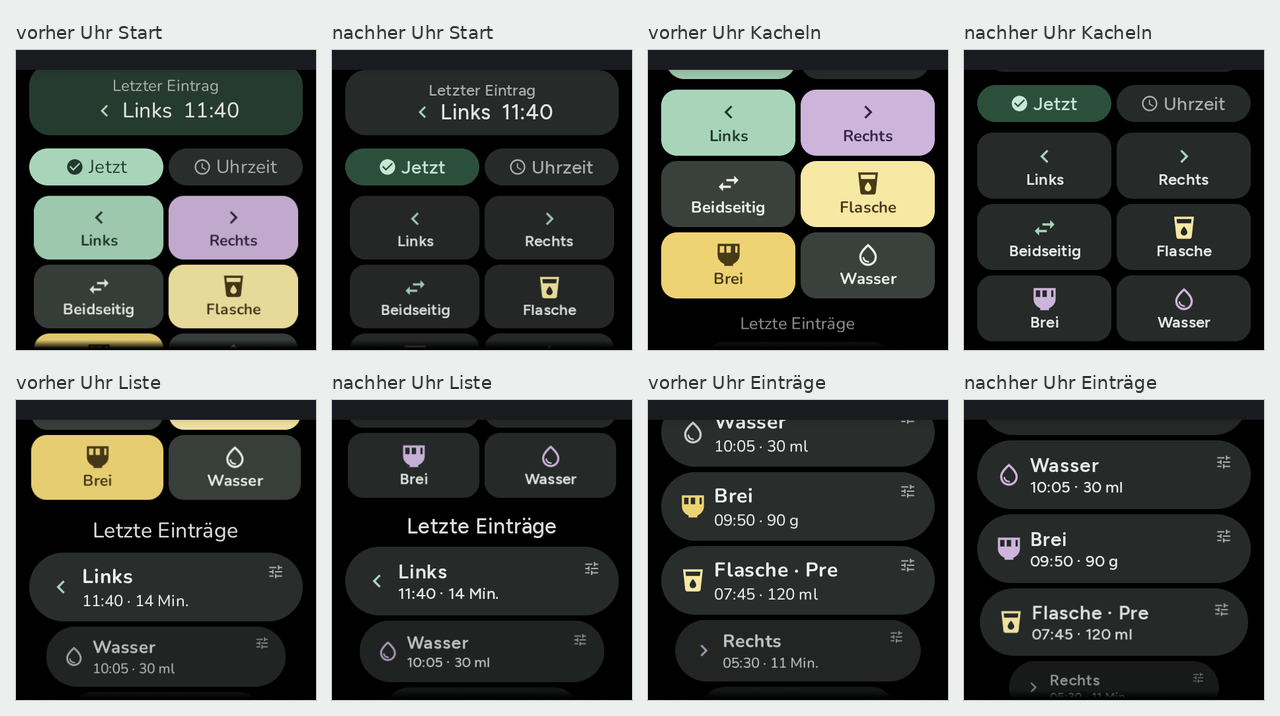 vorher Uhr Start
Letzter Eintrag
Links 11:40
Jetzt
Uhrzeit
Links
Rechts
Beidseitig
Flasche
nachher Uhr Start
Letzter Eintrag
Links 11:40
Jetzt
Uhrzeit
Links
Rechts
Beidseitig
Flasche
vorher Uhr Kacheln
Links
Rechts
Beidseitig
Flasche
Brei
Wasser
Letzte Einträge
nachher Uhr Kacheln
Jetzt
Uhrzeit
Links
Rechts
Beidseitig
Flasche
Brei
Wasser
vorher Uhr Liste
Brei
Wasser
Letzte Einträge
Links
11:40 · 14 Min.
Wasser
10:05 · 30 ml
nachher Uhr Liste
Brei
Wasser
Letzte Einträge
Links
11:40 · 14 Min.
Wasser
10:05 · 30 ml
vorher Uhr Einträge
Wasser
10:05 · 30 ml
Brei
09:50 · 90 g
Flasche · Pre
07:45 · 120 ml
Rechts
05:30 · 11 Min.
nachher Uhr Einträge
Wasser
10:05 · 30 ml
Brei
09:50 · 90 g
Flasche · Pre
07:45 · 120 ml
Rechts
05:30 · 11 Min.